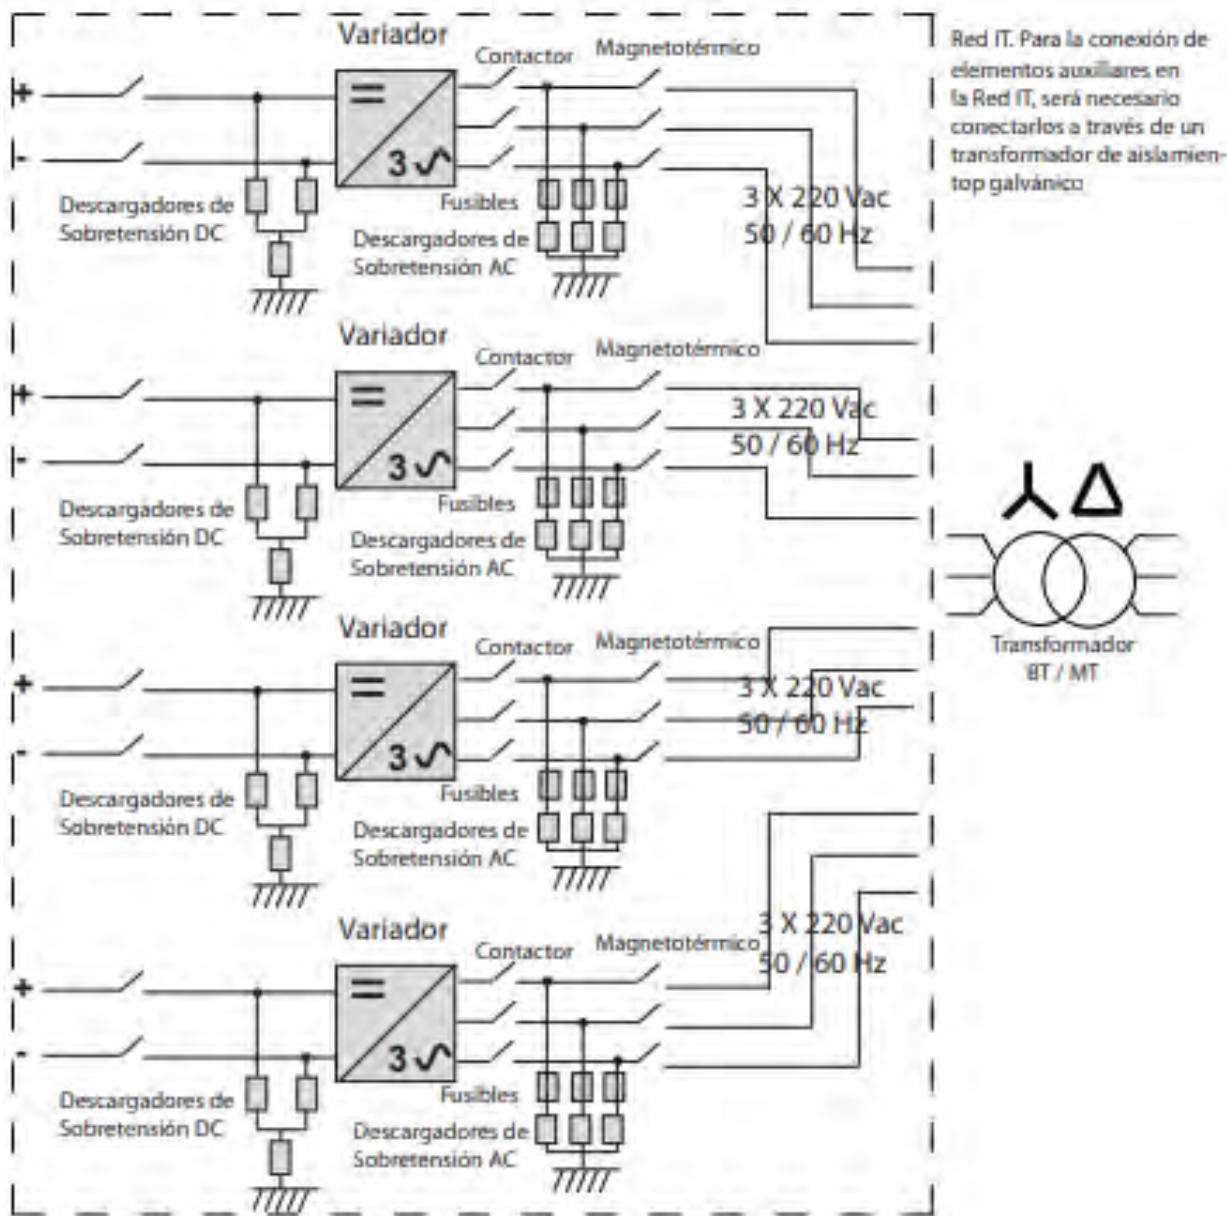 Variador
Contactor
Magnetotérmico
+
-
3
Descargadores de
Sobretensión DC
Fusibles
Descargadores de
Sobretensión AC
3 X 220 Vac
50 / 60 Hz
Red IT. Para la conexión de
elementos auxiliares en
la Red IT, será necesario
conectarlos a través de un
transformador de aislamien-
top galvánico
Variador
Contactor
Magnetotérmico
+
-
3
Descargadores de
Sobretensión DC
Fusibles
Descargadores de
Sobretensión AC
3 X 220 Vac
50 / 60 Hz
Transformador
BT / MT
Variador
Contactor
Magnetotérmico
+
-
3
Descargadores de
Sobretensión DC
Fusibles
Descargadores de
Sobretensión AC
3 X 220 Vac
50 / 60 Hz
Variador
Contactor
Magnetotérmico
+
-
3
Descargadores de
Sobretensión DC
Fusibles
Descargadores de
Sobretensión AC
3 X 220 Vac
50 / 60 Hz